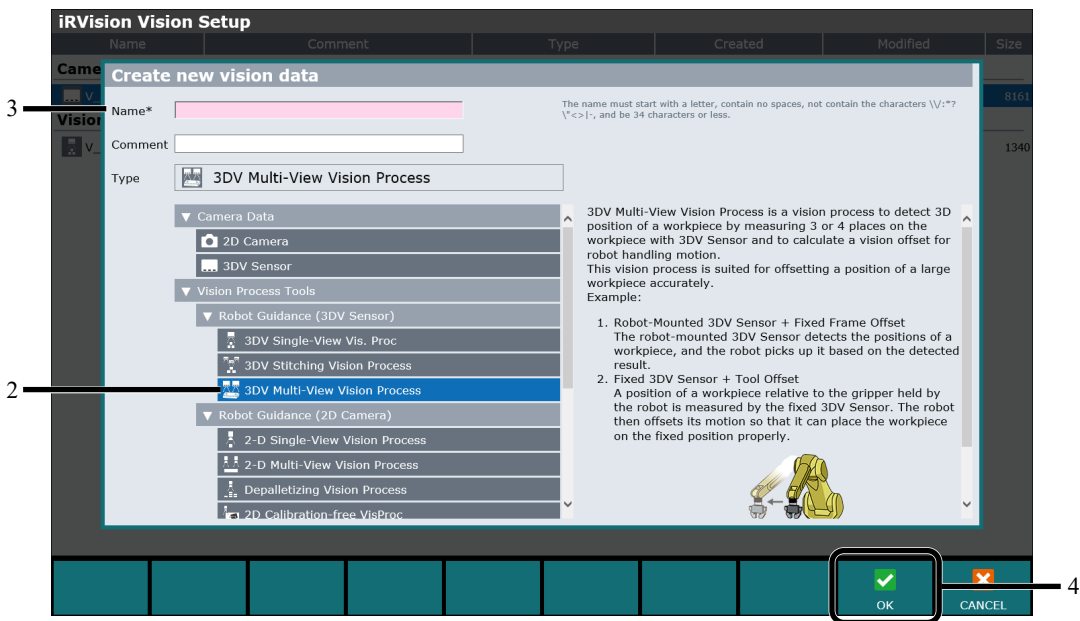 iRVision Vision Setup
Name Comment Type Created Modified Size
Came
Create new vision data
V_ 8161
3
Name*
The name must start with a letter, contain no spaces, not contain the characters \\/:*?
\"<>|-, and be 34 characters or less.
Vision
Comment
V_ 1340
Type 3DV Multi-View Vision Process
▼ Camera Data
2D Camera
3DV Sensor
▼ Vision Process Tools
▼ Robot Guidance (3DV Sensor)
3DV Single-View Vis. Proc
3DV Stitching Vision Process
2
3DV Multi-View Vision Process
▼ Robot Guidance (2D Camera)
2-D Single-View Vision Process
2-D Multi-View Vision Process
Depalletizing Vision Process
2D Calibration-free VisProc
3DV Multi-View Vision Process is a vision process to detect 3D
position of a workpiece by measuring 3 or 4 places on the
workpiece with 3DV Sensor and to calculate a vision offset for
robot handling motion.
This vision process is suited for offsetting a position of a large
workpiece accurately.
Example:
1. Robot-Mounted 3DV Sensor + Fixed Frame Offset
The robot-mounted 3DV Sensor detects the positions of a
workpiece, and the robot picks up it based on the detected
result.
2. Fixed 3DV Sensor + Tool Offset
A position of a workpiece relative to the gripper held by
the robot is measured by the fixed 3DV Sensor. The robot
then offsets its motion so that it can place the workpiece
on the fixed position properly.
4
OK CANCEL